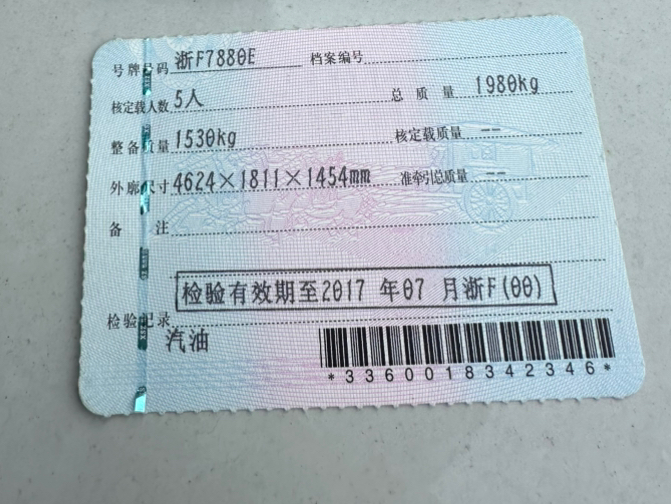 号牌号码 浙F7880E 档案编号
核定载人数 5人 总质量 1980kg
整备质量 1530kg 核定载质量 --
外廓尺寸 4624×1811×1454mm 准牵引总质量 --
备注
检验有效期至2017 年07 月浙F(00)
检验记录
汽油
*3360018342346*